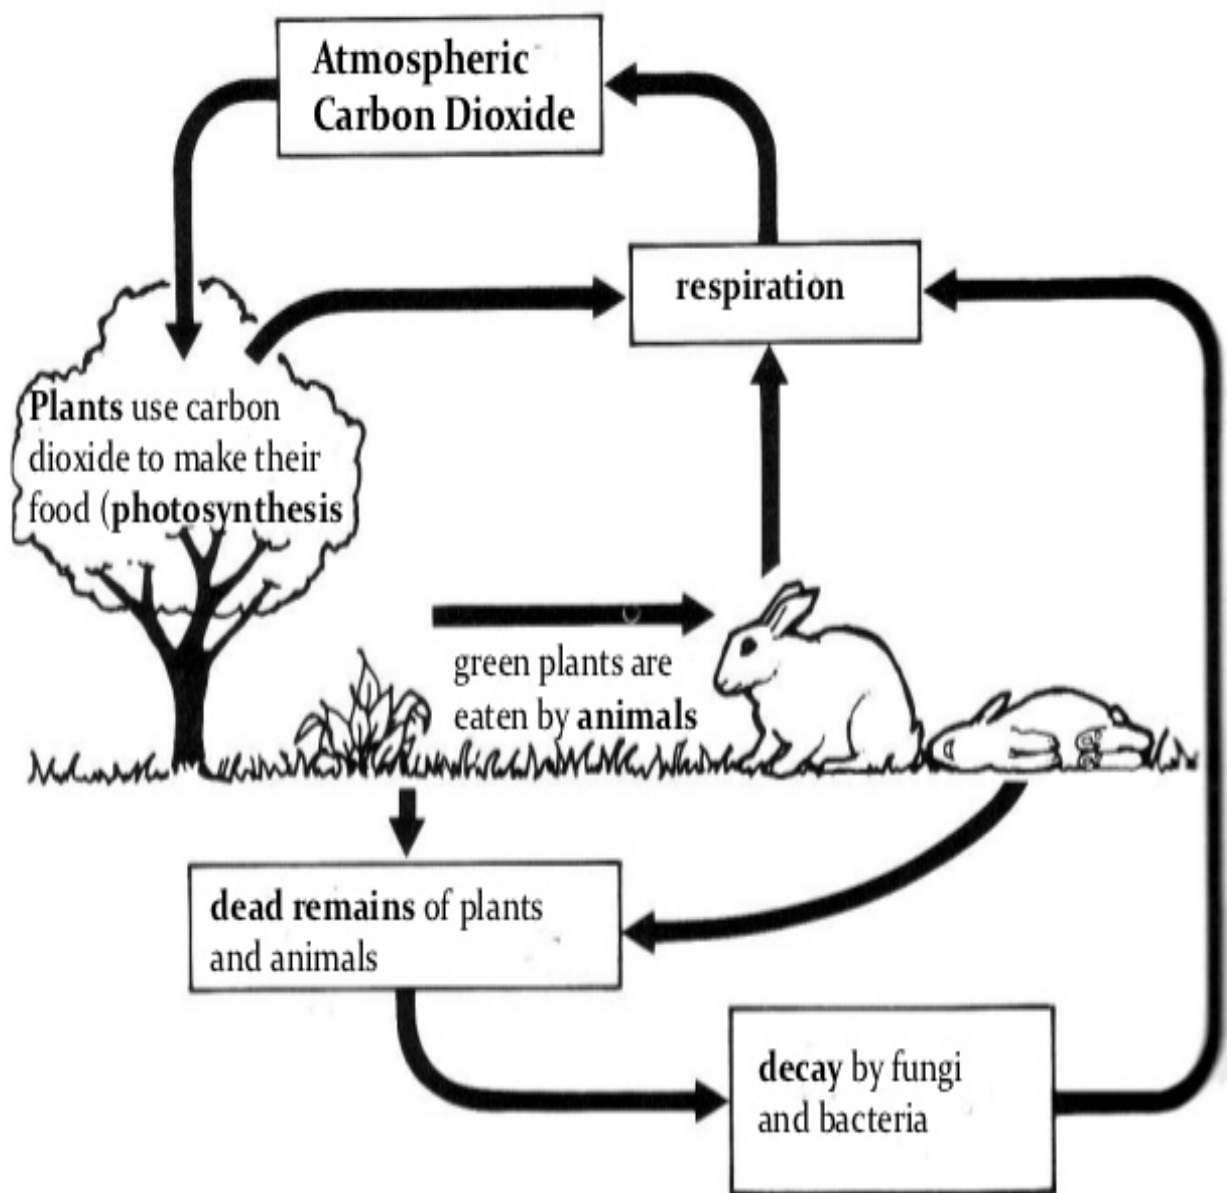 Atmospheric
Carbon Dioxide
respiration
Plants use carbon
dioxide to make their
food (photosynthesis
green plants are
eaten by animals
dead remains of plants
and animals
decay by fungi
and bacteria